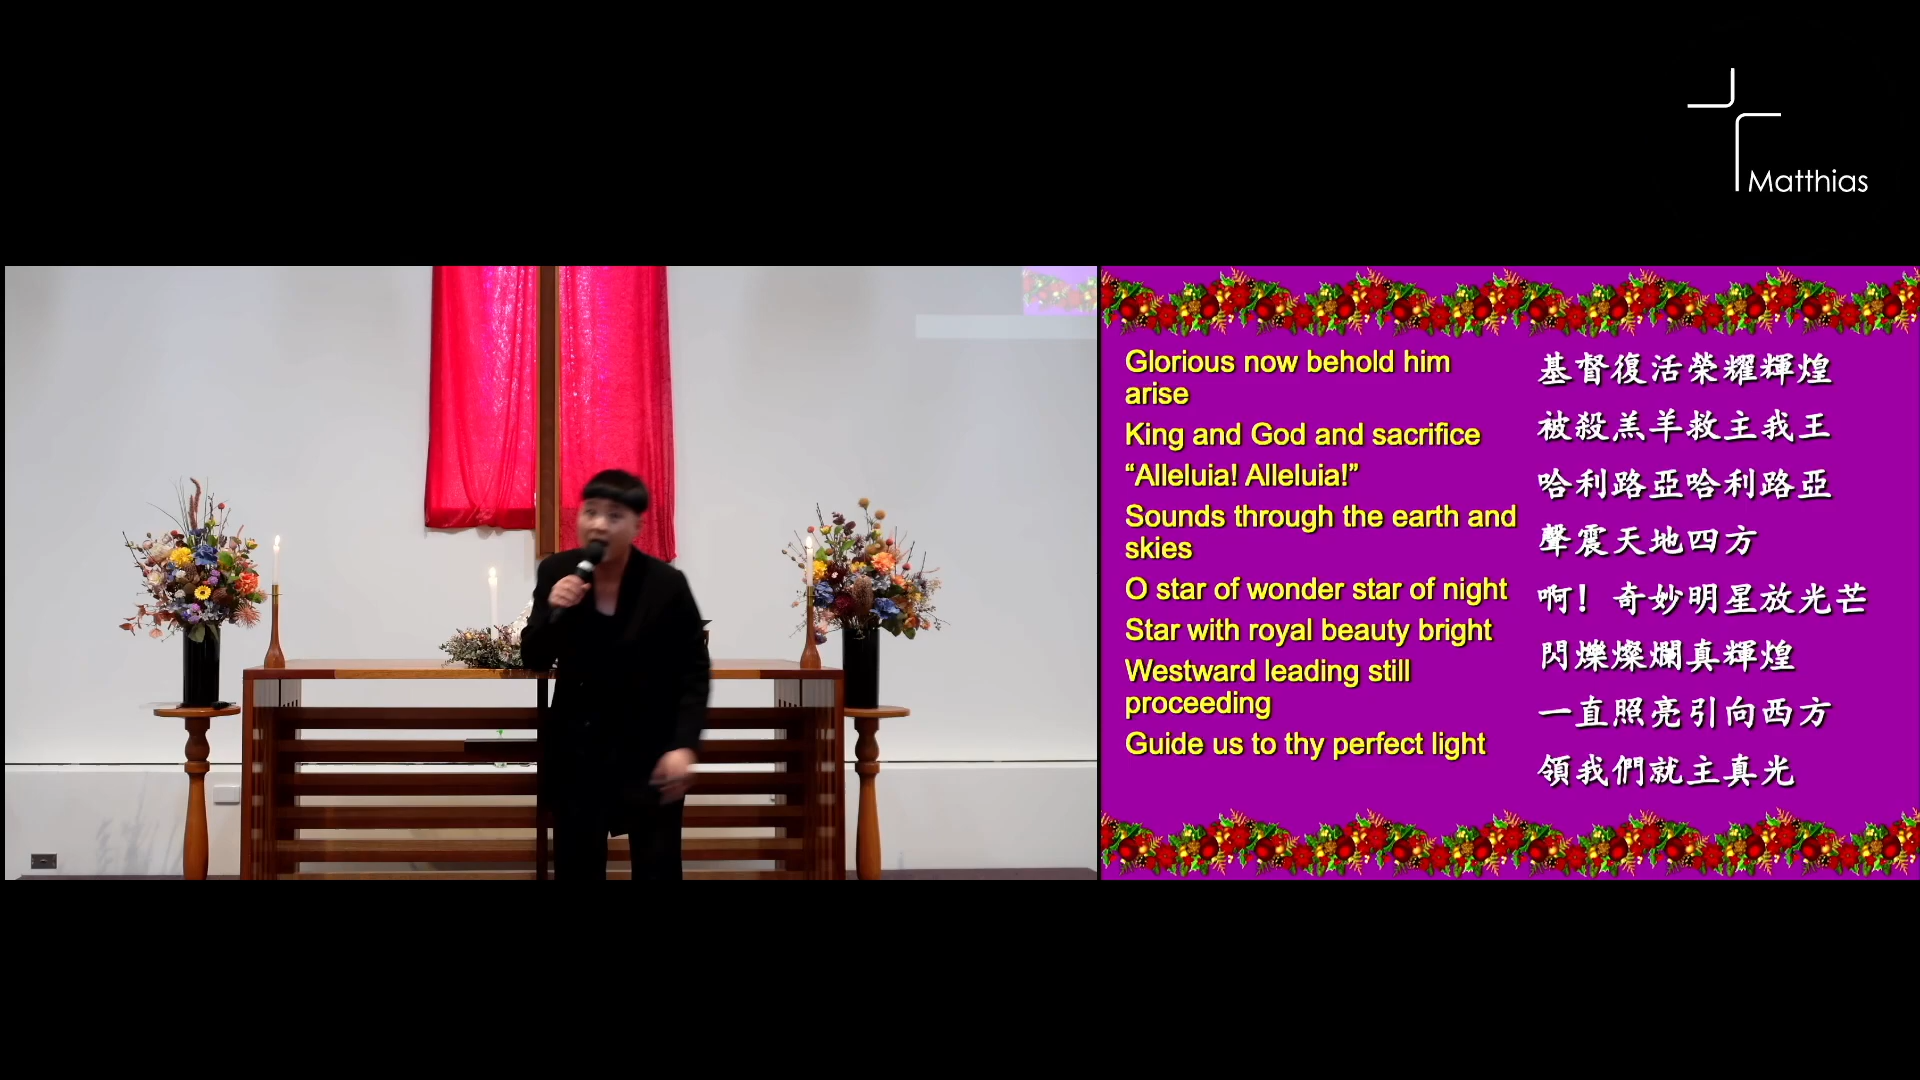 Matthias
Glorious now behold him
arise
King and God and sacrifice
“Alleluia! Alleluia!”
Sounds through the earth and
skies
O star of wonder star of night
Star with royal beauty bright
Westward leading still
proceeding
Guide us to thy perfect light
基督復活榮耀輝煌
被殺羔羊救主我王
哈利路亞哈利路亞
聲震天地四方
啊！奇妙明星放光芒
閃爍燦爛真輝煌
一直照亮引向西方
領我們就主真光